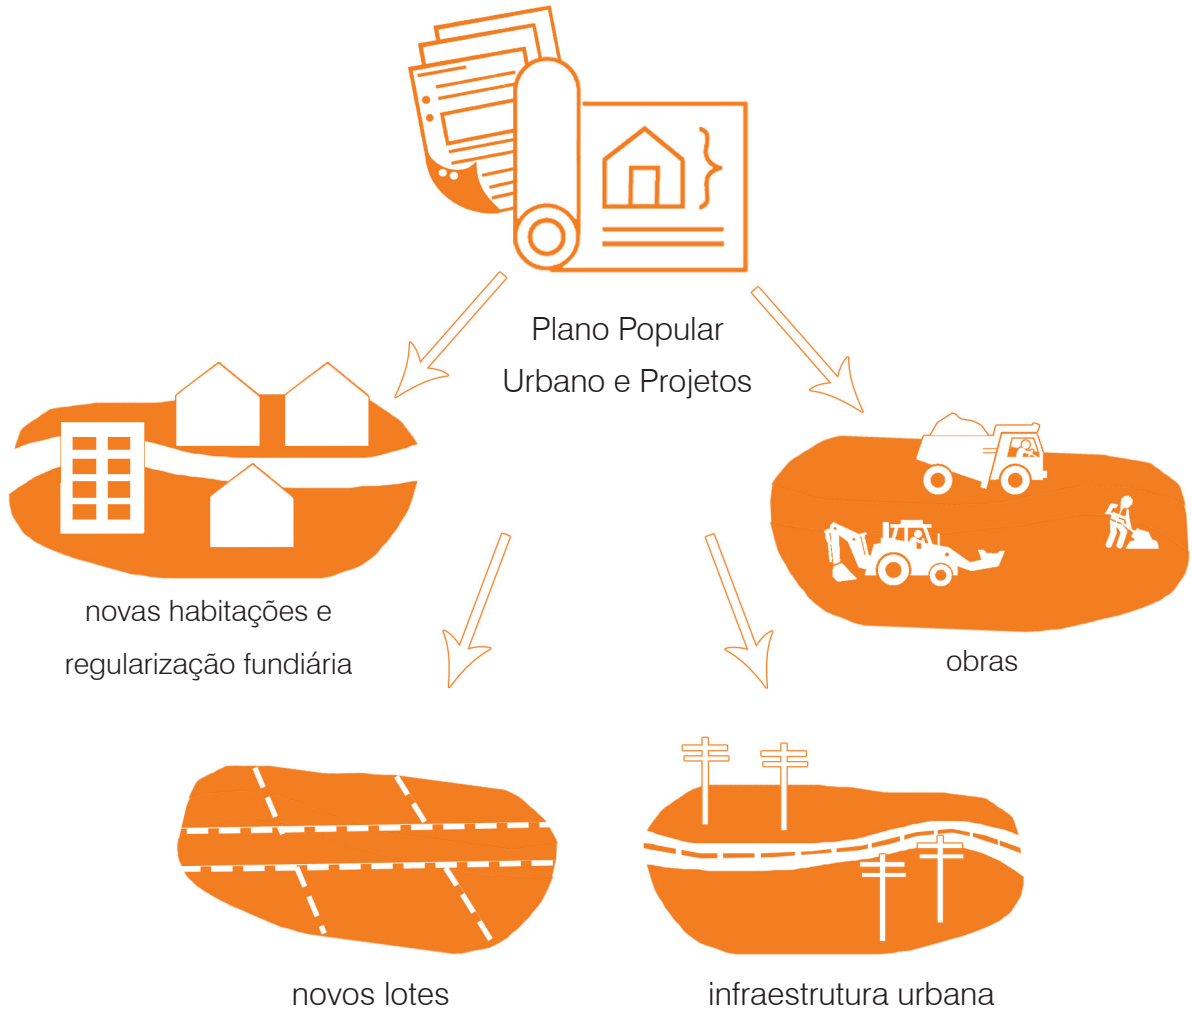 Plano Popular
Urbano e Projetos
novas habitações e
regularização fundiária
obras
novos lotes
infraestrutura urbana